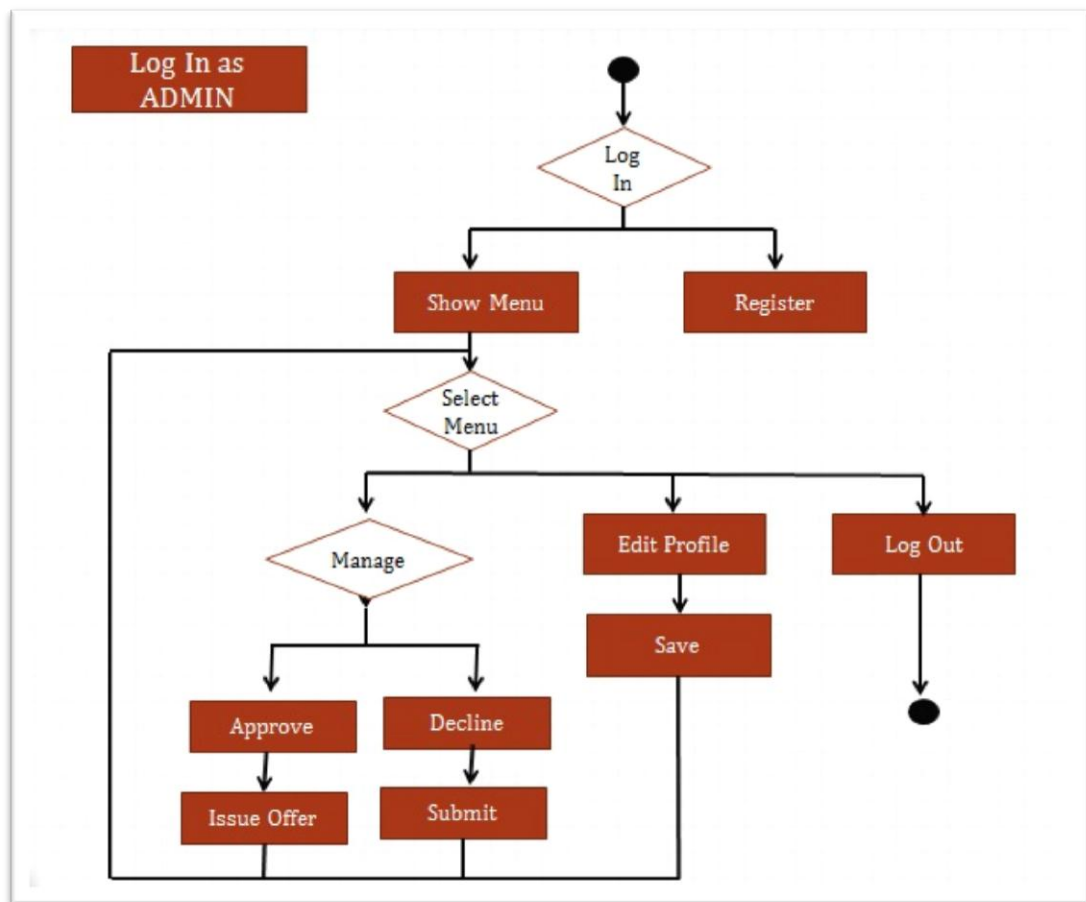 Log In as
ADMIN
Log
In
Show Menu
Register
Select
Menu
Manage
Edit Profile
Log Out
Save
Approve
Decline
Issue Offer
Submit